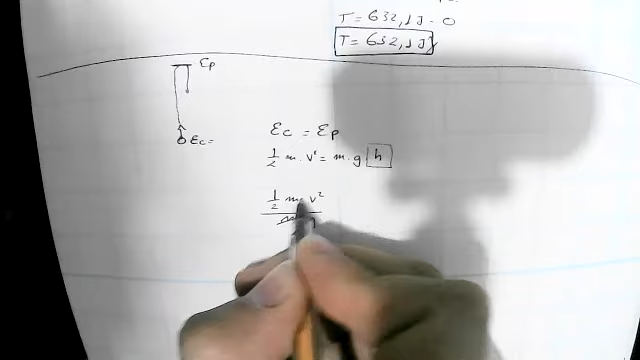 T = 632,1 J - 0
T = 632,1 J
Ep
Ec =
Ec = Ep
1/2 m . v² = m . g h
1/2 m . v²